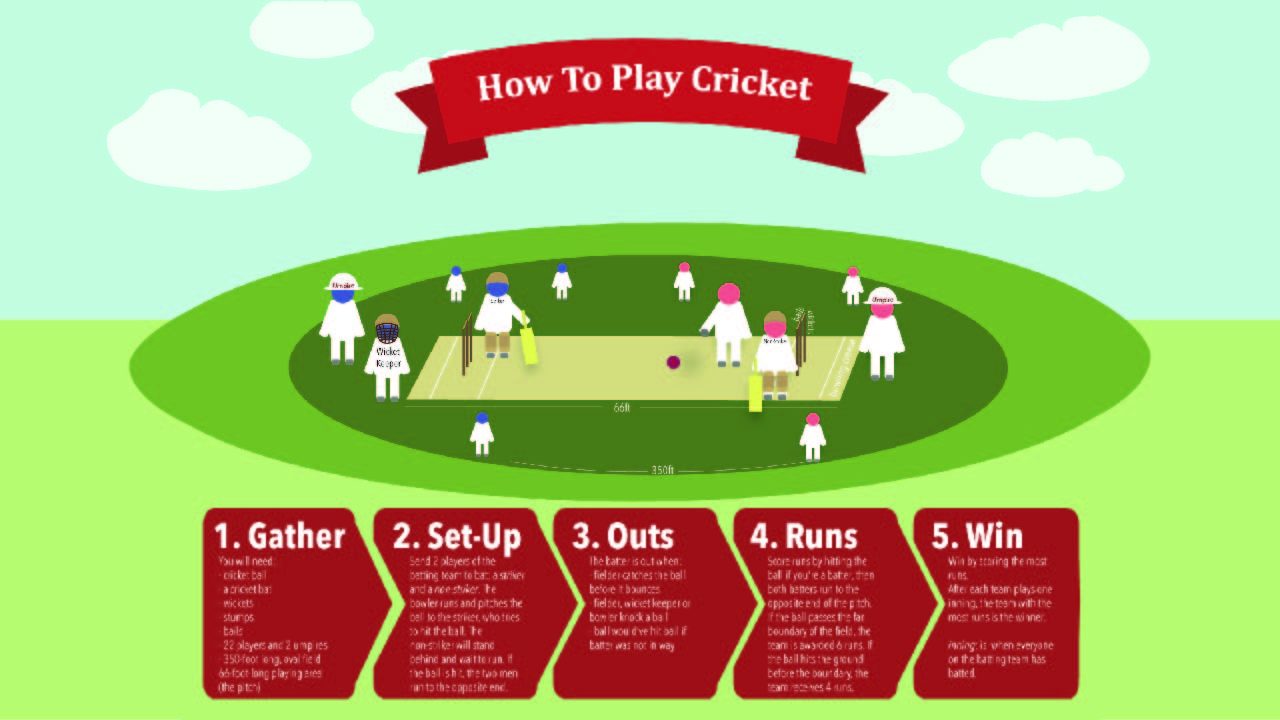 How To Play Cricket
Umpire
Wicket
Keeper
Striker
Non-Striker
Umpire
Bowling Crease
66ft
350ft
1. Gather
You will need:
- cricket ball
- a cricket bat
- wickets
- stumps
- bails
- 22 players and 2 umpires
- 350-foot long, oval field
66-foot-long playing area
(the pitch)
2. Set-Up
Send 2 players of the
batting team to bat: a striker
and a non-striker. The
bowler runs and pitches the
ball to the striker, who tries
to hit the ball. The
non-striker will stand
behind and wait to run. If
the ball is hit, the two men
run to the opposite end.
3. Outs
The batter is out when:
- fielder catches the ball
before it bounces
- fielder, wicket keeper or
bowler knock a bail
- ball would've hit bail if
batter was not in way
4. Runs
Score runs by hitting the
ball if you're a batter, then
both batters run to the
opposite end of the pitch.
If the ball passes the far
boundary of the field, the
team is awarded 6 runs. If
the ball hits the ground
before the boundary, the
team receives 4 runs.
5. Win
Win by scoring the most
runs.
After each team plays one
inning, the team with the
most runs is the winner.
inning: is when everyone
on the batting team has
batted.